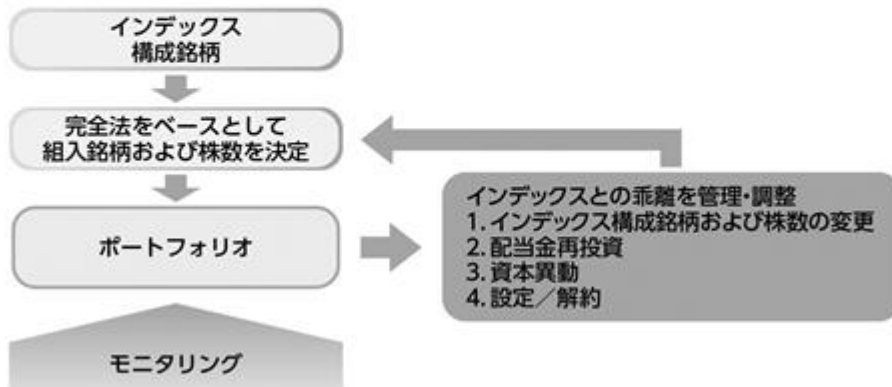 インデックス
構成銘柄
完全法をベースとして
組入銘柄および株数を決定
ポートフォリオ
インデックスとの乖離を管理・調整
1. インデックス構成銘柄および株数の変更
2. 配当金再投資
3. 資本異動
4. 設定／解約
モニタリング